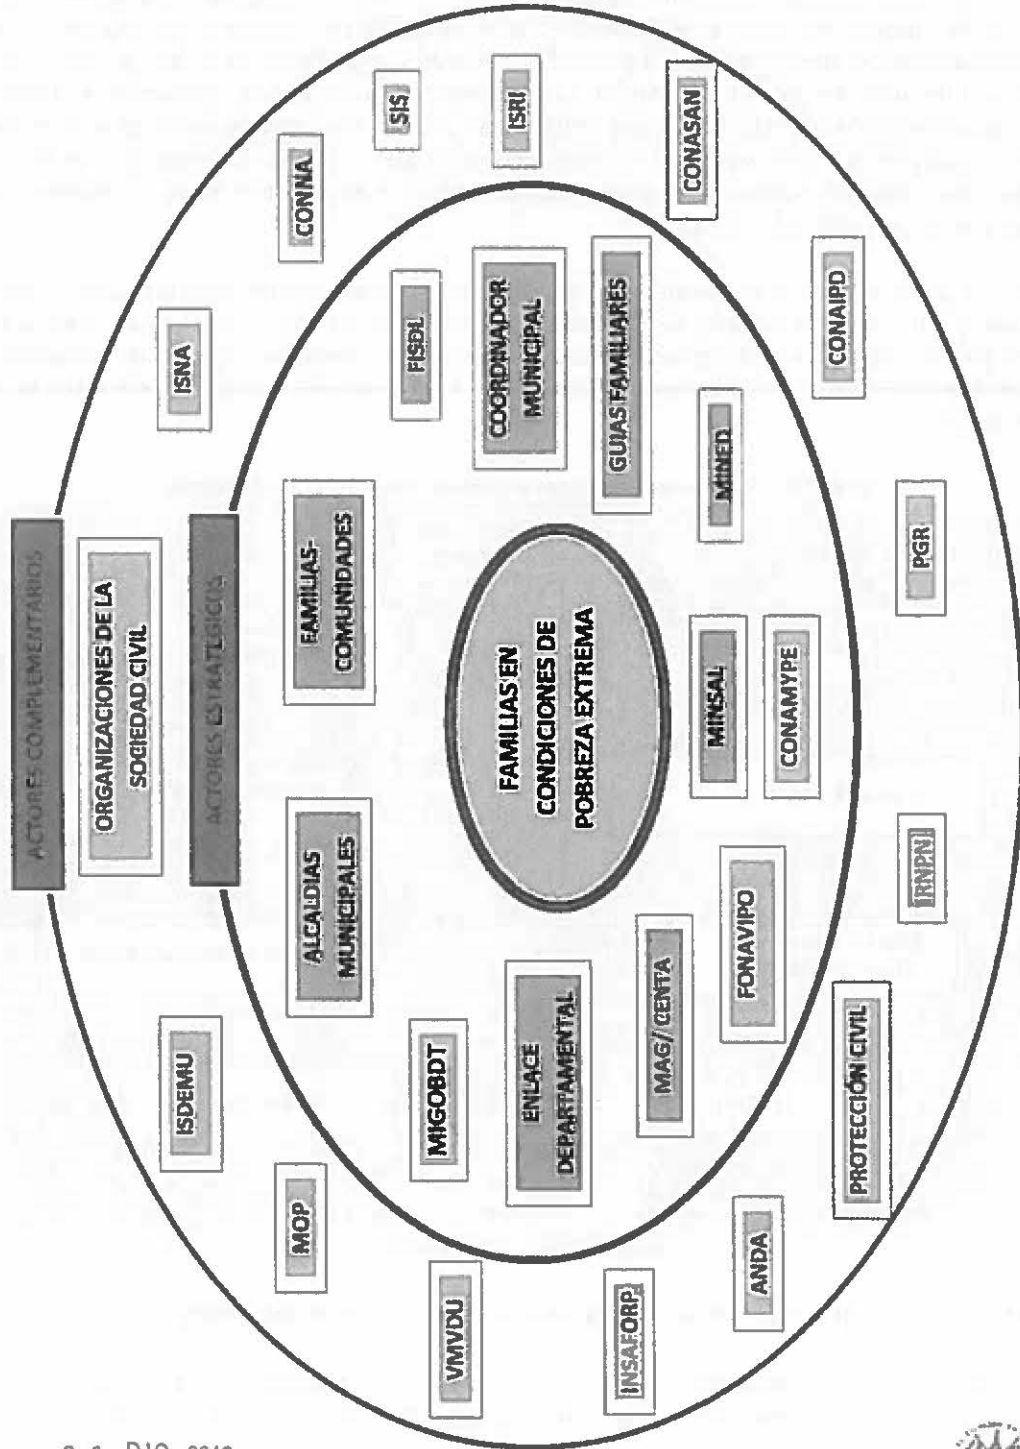 ACTORES COMPLEMENTARIOS
ORGANIZACIONES DE LA
SOCIEDAD CIVIL
ACTORES ESTRATEGICOS
ISDEMU
ISNA
MOP
CONNA
VMVDU
SIS
INSAFORP
ISRI
ANDA
CONASAN
PROTECCIÓN CIVIL
CONAIPD
IRNPN
PGR
ALCALDIAS
MUNICIPALES
FAMILIAS-
COMUNIDADES
MIGOBDT
FISDL
ENLACE
DEPARTAMENTAL
COORDINADOR
MUNICIPAL
GUIAS FAMILIARES
MAG/ CENTA
MINED
FONAVIPO
MINSAL
CONAMYPE
FAMILIAS EN
CONDICIONES DE
POBREZA EXTREMA